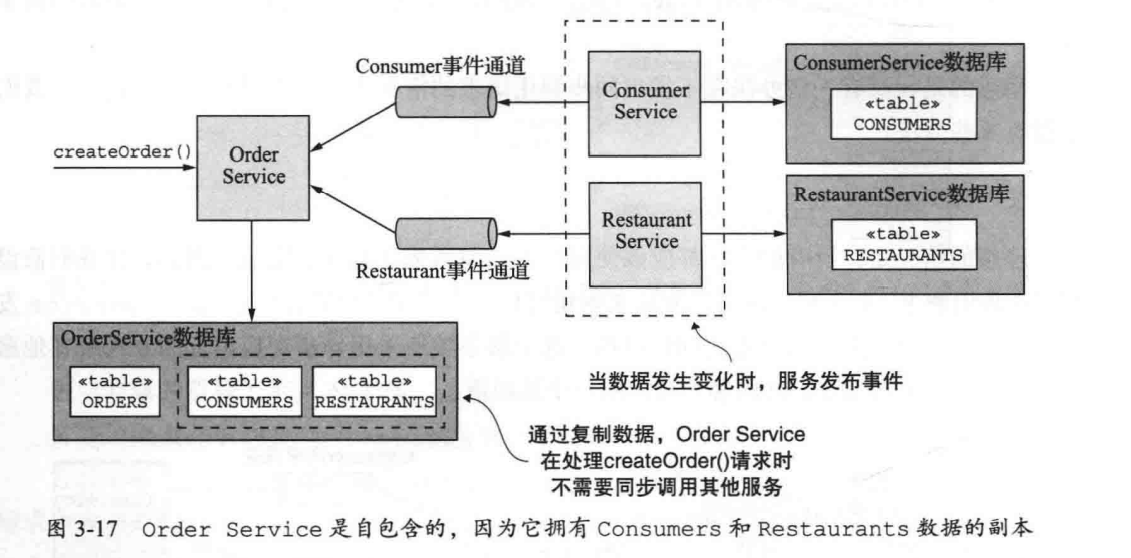 Consumer事件通道
createOrder()
Order
Service
Restaurant事件通道
Consumer
Service
Restaurant
Service
ConsumerService数据库
«table»
CONSUMERS
RestaurantService数据库
«table»
RESTAURANTS
OrderService数据库
«table»
ORDERS
«table»
CONSUMERS
«table»
RESTAURANTS
当数据发生变化时，服务发布事件
通过复制数据，Order Service
在处理createOrder()请求时
不需要同步调用其他服务
图 3-17 Order Service 是自包含的，因为它拥有 Consumers 和 Restaurants 数据的副本